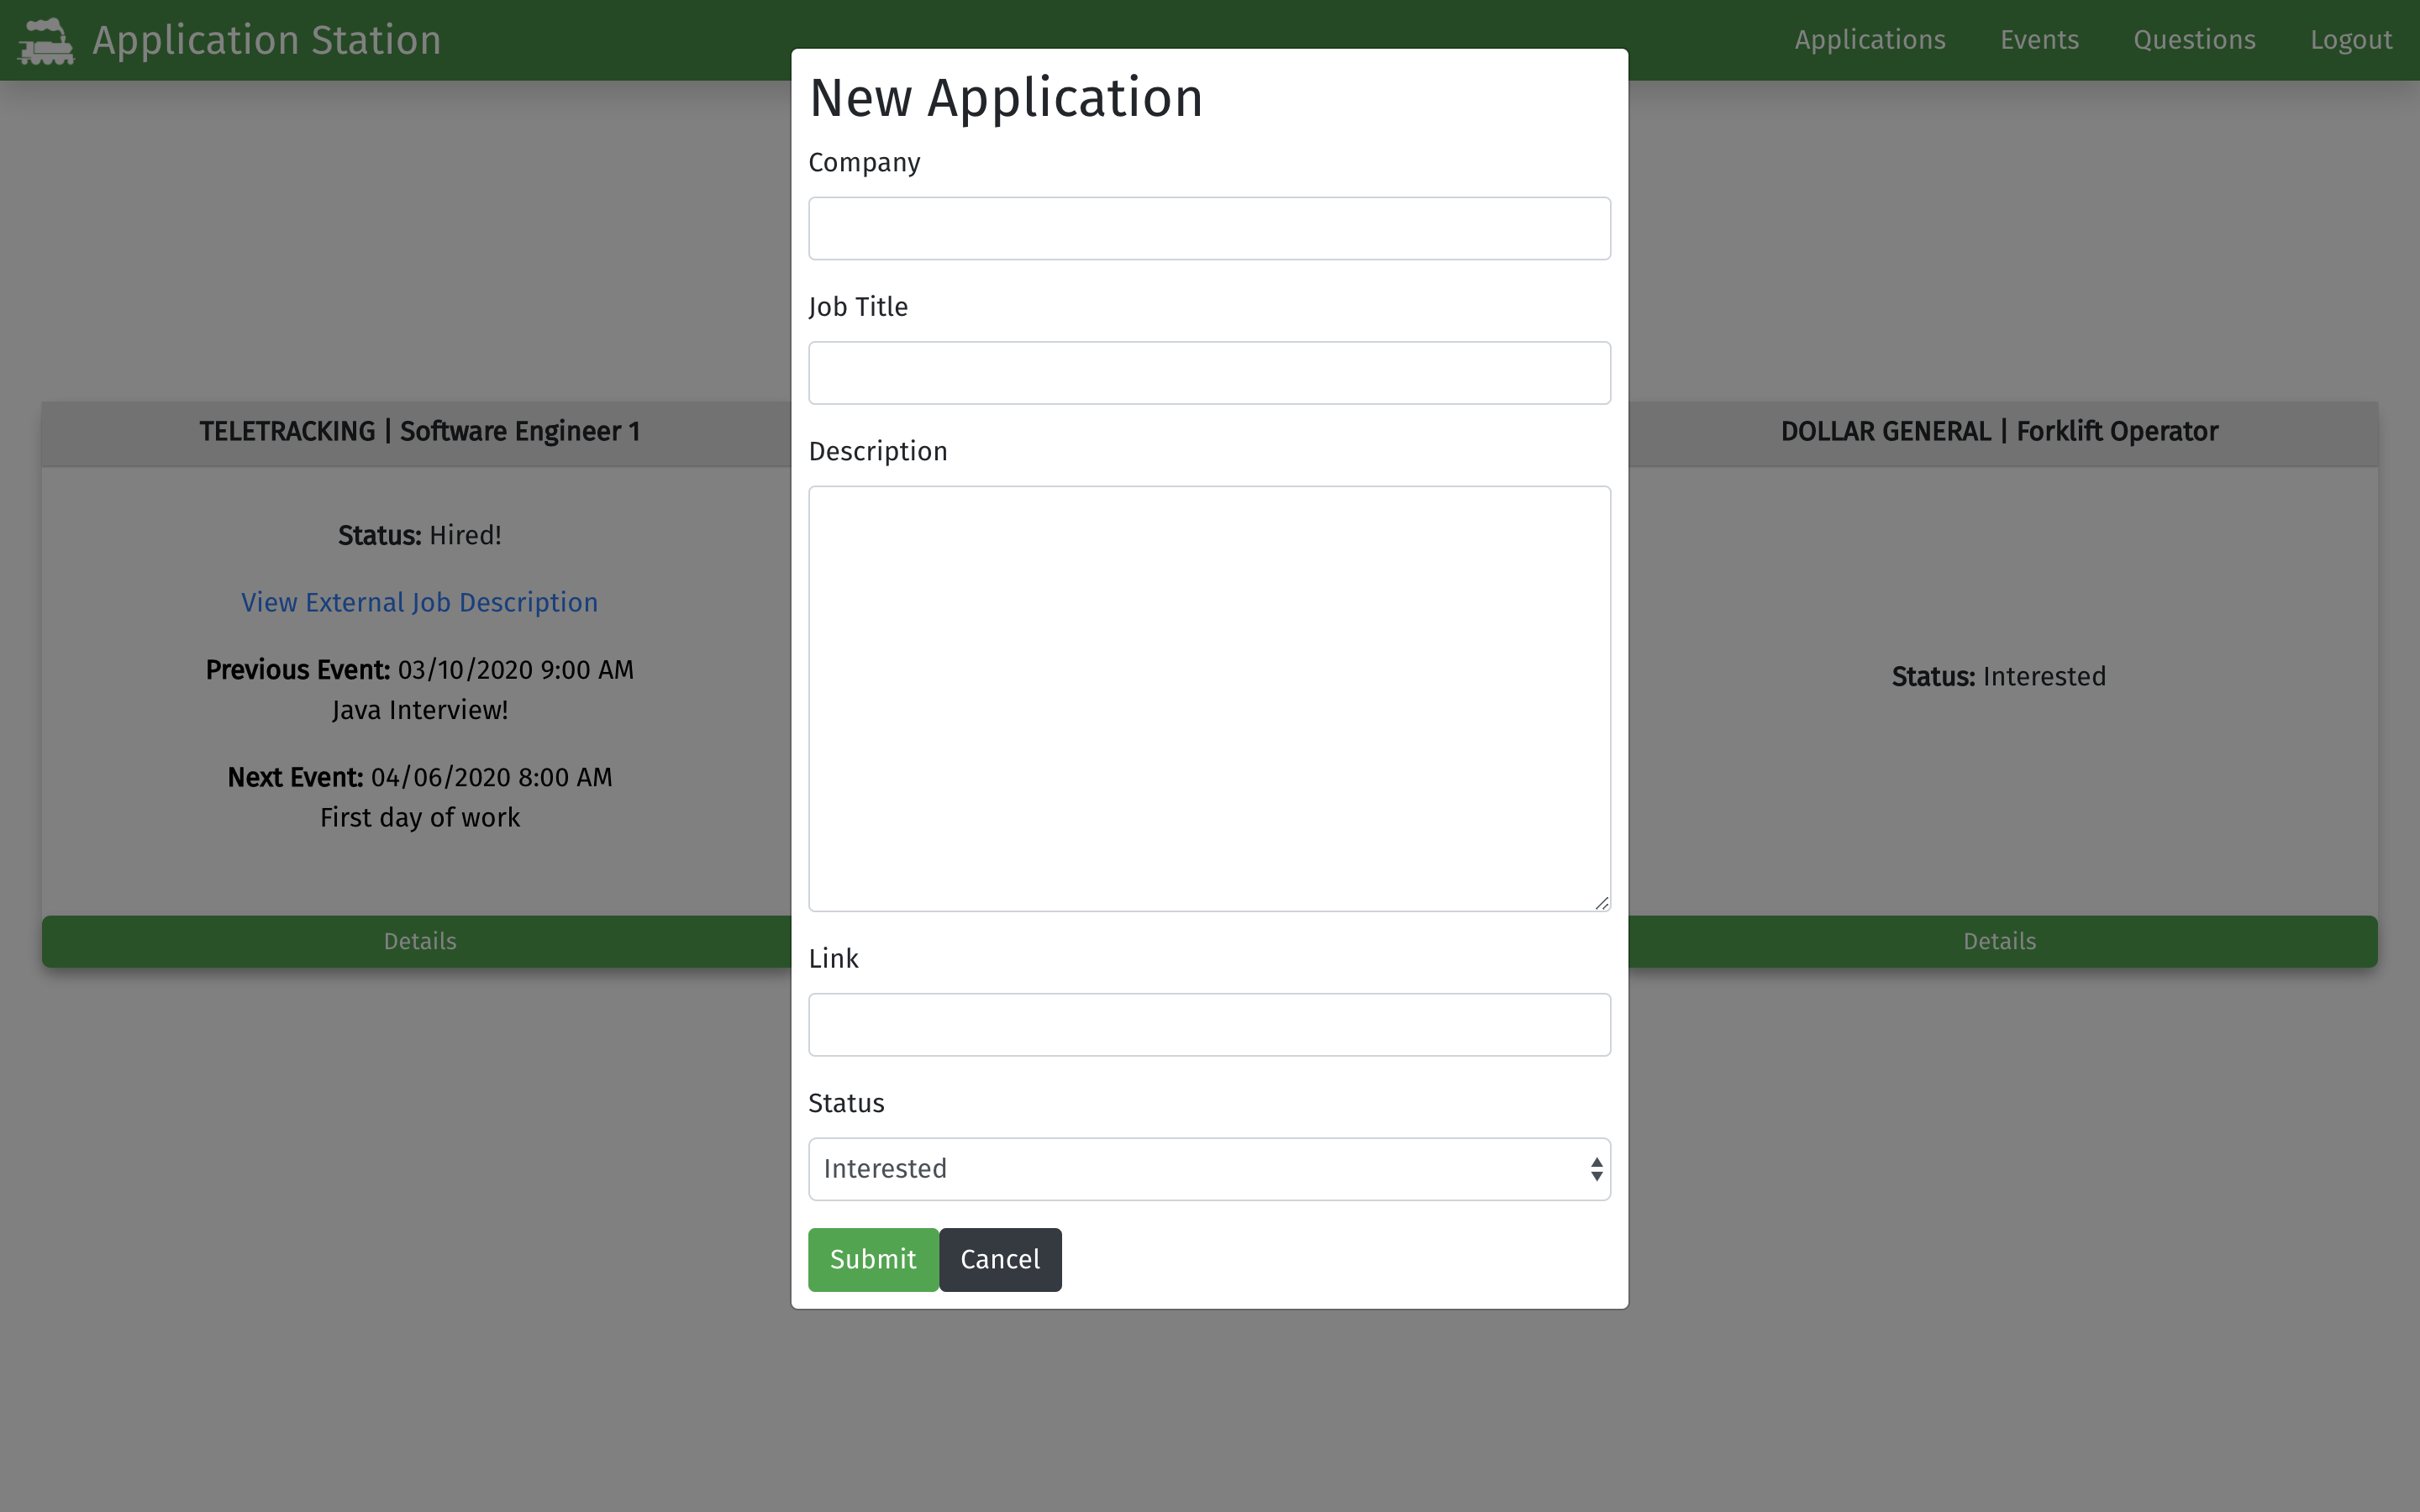 Application Station
Applications
Events
Questions
Logout
New Application
Company
Job Title
Description
Link
Status
Interested
Submit
Cancel
TELETRACKING | Software Engineer 1
Status: Hired!
View External Job Description
Previous Event: 03/10/2020 9:00 AM
Java Interview!
Next Event: 04/06/2020 8:00 AM
First day of work
Details
DOLLAR GENERAL | Forklift Operator
Status: Interested
Details